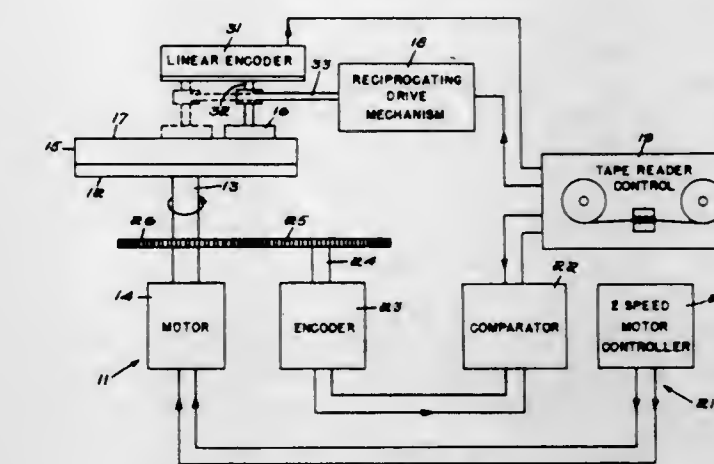 31
LINEAR ENCODER
18
33
RECIPROCATING
DRIVE
MECHANISM
32
16
17
15
12
13
19
TAPE READER
CONTROL
26
25
24
22
14
MOTOR
23
ENCODER
COMPARATOR
2 SPEED
MOTOR
CONTROLLER
11
21